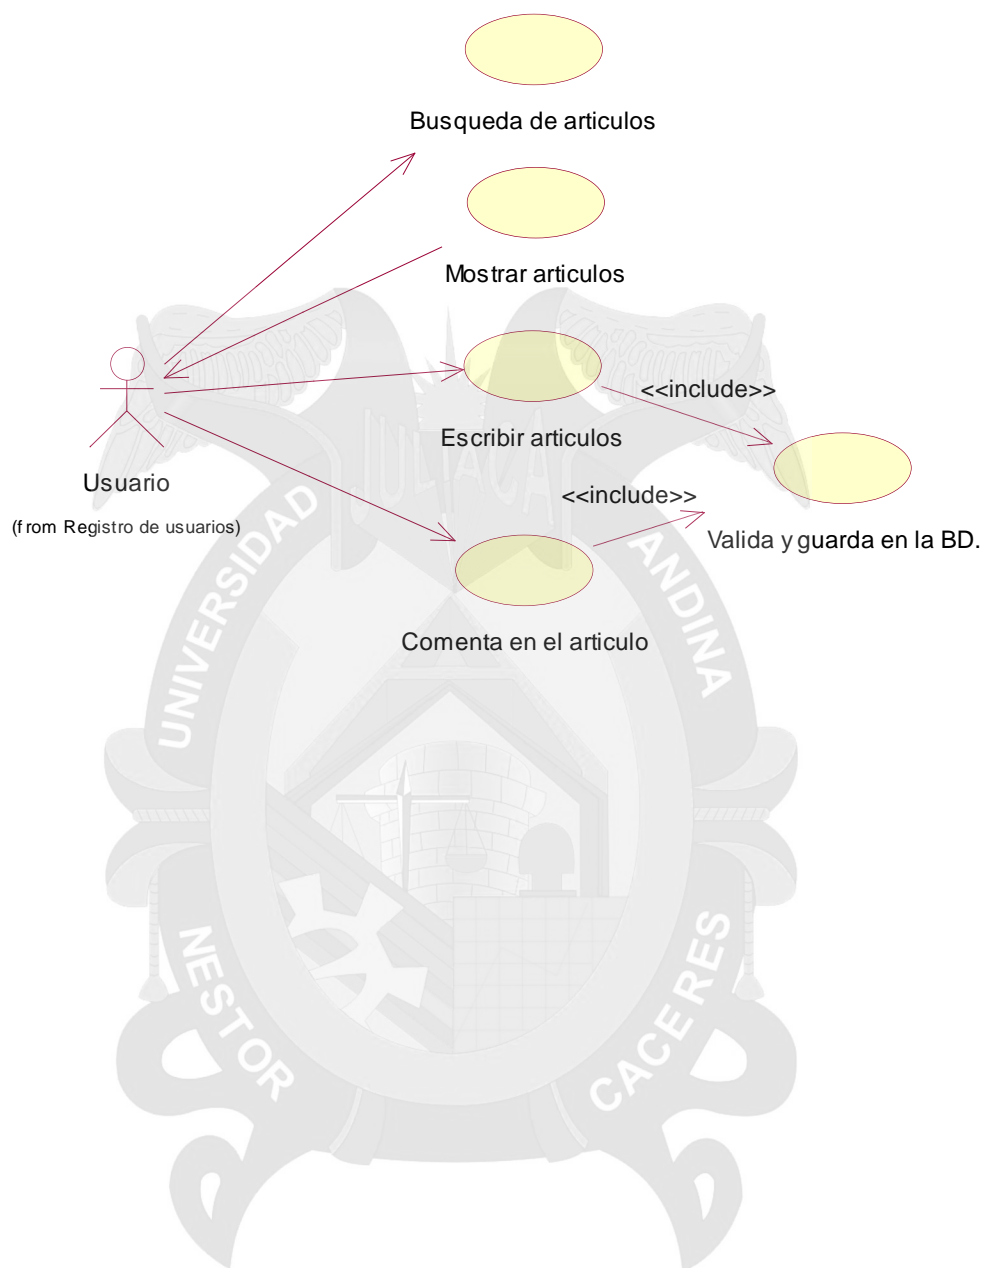 Busqueda de articulos
Mostrar articulos
<<include>>
Escribir articulos
Usuario
(from Registro de usuarios)
<<include>>
Valida y guarda en la BD.
Comenta en el articulo
UNIVERSIDAD
ANDINA
NESTOR
CACERES
JULIACA